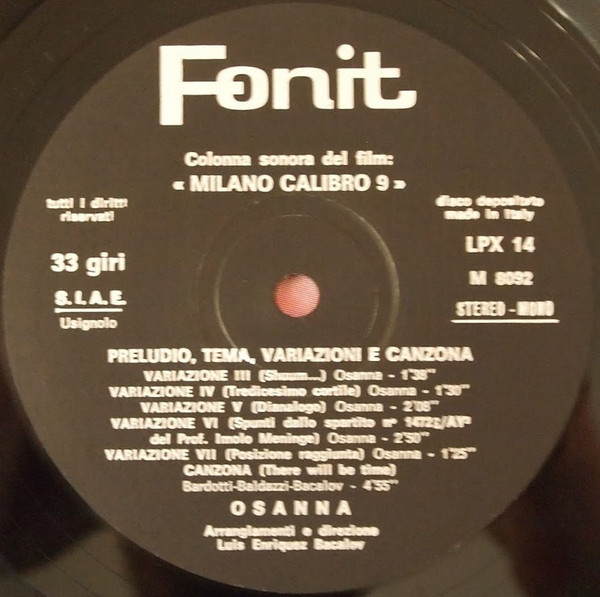 Fonit
Colonna sonora del film:
« MILANO CALIBRO 9 »
tutti i diritti
riservati
disco depositato
made in Italy
33 giri
LPX 14
S.I.A.E.
M 8092
Usignolo
STEREO - MONO
PRELUDIO, TEMA, VARIAZIONI E CANZONA
VARIAZIONE III (Shuum...) Osanna - 1'38"
VARIAZIONE IV (Tredicesimo cortile) Osanna - 1'30"
VARIAZIONE V (Dianalogo) Osanna - 2'08"
VARIAZIONE VI (Spunti dallo spartito n°
del Prof. Imolo Meninge) Osanna - 2'50"
VARIAZIONE VII (Posizione raggiunta) Osanna - 1'25"
CANZONA (There will be time)
Bardotti-Baldazzi-Bacalov - 4'55"
OSANNA
Arrangiamenti e direzione
Luis Enriquez Bacalov